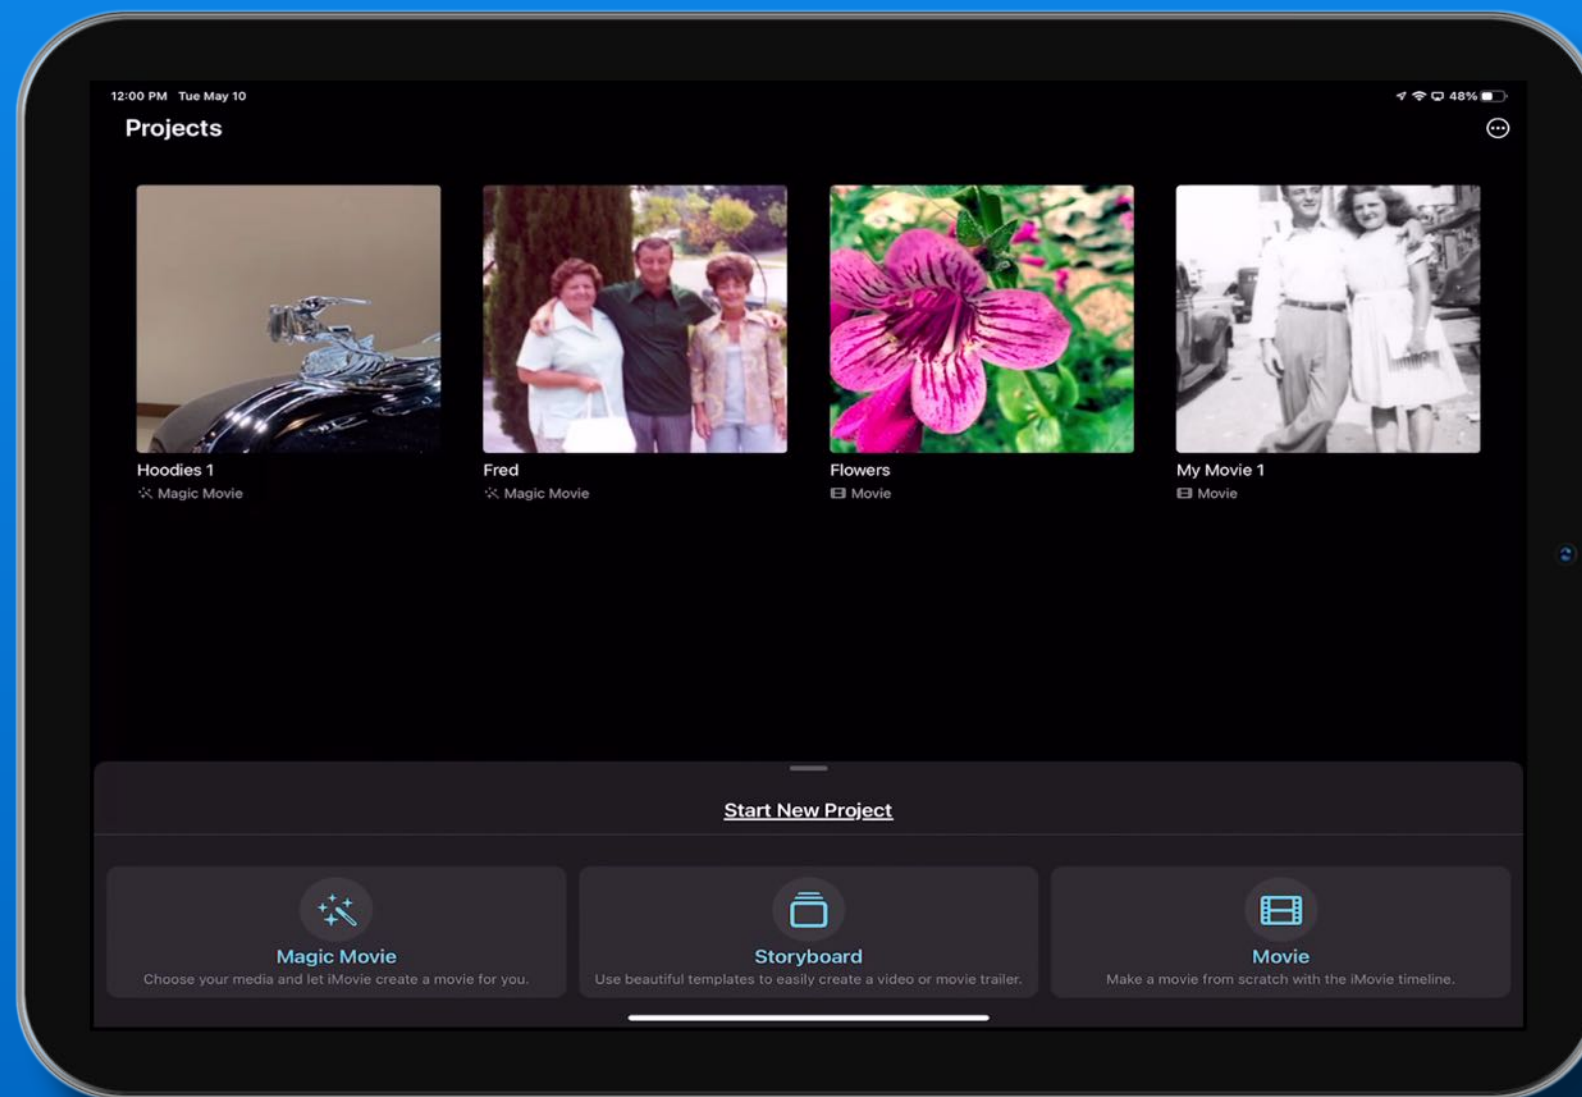 12:00 PM Tue May 10 48%
Projects
Hoodies 1
Magic Movie
Fred
Magic Movie
Flowers
Movie
My Movie 1
Movie
Start New Project
Magic Movie
Choose your media and let iMovie create a movie for you.
Storyboard
Use beautiful templates to easily create a video or movie trailer.
Movie
Make a movie from scratch with the iMovie timeline.